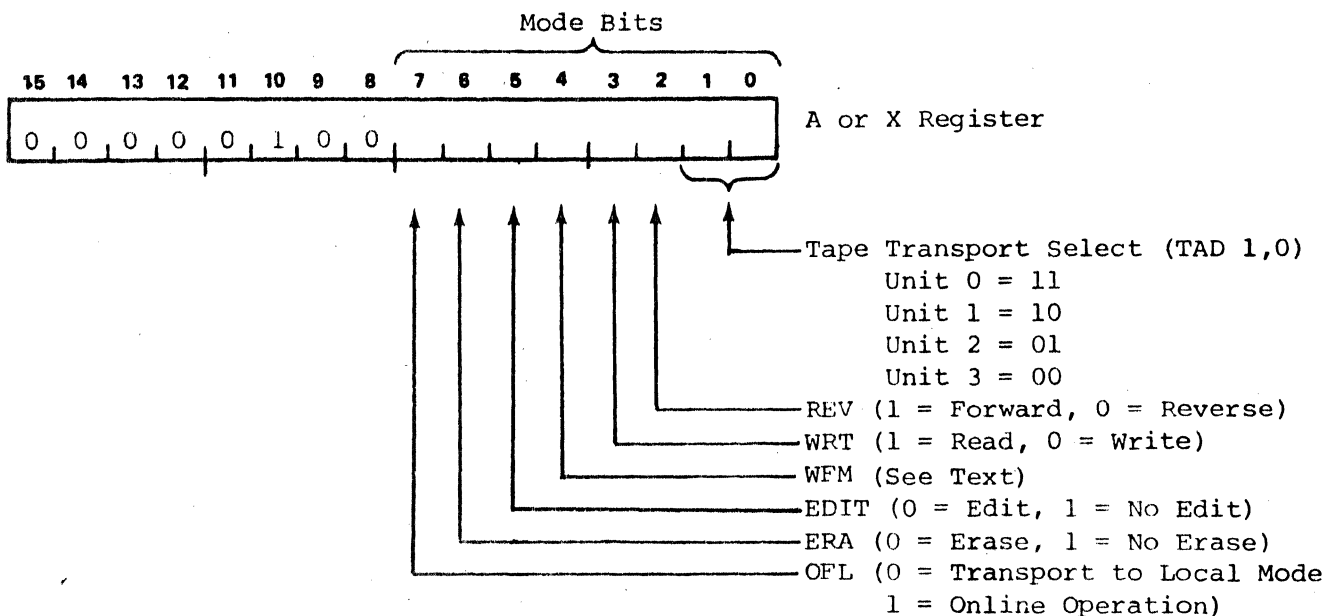 Mode Bits
15 14 13 12 11 10 9 8 7 6 5 4 3 2 1 0
0 0 0 0 0 1 0 0
A or X Register
Tape Transport Select (TAD 1,0)
Unit 0 = 11
Unit 1 = 10
Unit 2 = 01
Unit 3 = 00
REV (1 = Forward, 0 = Reverse)
WRT (1 = Read, 0 = Write)
WFM (See Text)
EDIT (0 = Edit, 1 = No Edit)
ERA (0 = Erase, 1 = No Erase)
OFL (0 = Transport to Local Mode
1 = Online Operation)